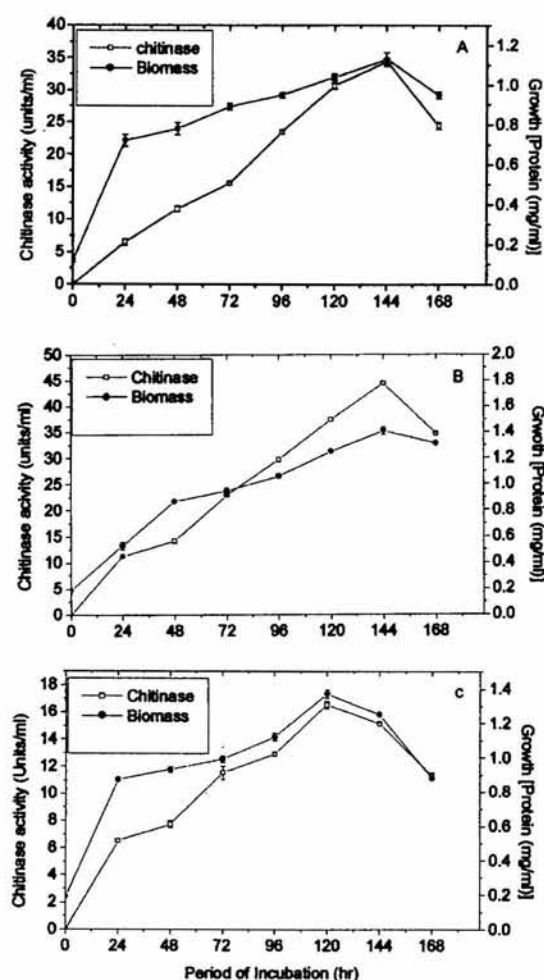 A
chitinase
Biomass
Chitinase activity (units/ml)
40
35
30
25
20
15
10
5
0
1.2
1.0
0.8
0.6
0.4
0.2
0.0
Growth [Protein (mg/ml)]
0 24 48 72 96 120 144 168
B
Chitinase
Biomass
Chitinase acivity (units/ml)
50
45
40
35
30
25
20
15
10
5
0
2.0
1.8
1.6
1.4
1.2
1.0
0.8
0.6
0.4
0.2
0.0
Grwoth [Protein (mg/ml)]
0 24 48 72 96 120 144 168
C
Chitinase
Biomass
Chitinase activity (Units/ml)
18
16
14
12
10
8
6
4
2
0
1.4
1.2
1.0
0.8
0.6
0.4
0.2
0.0
Growth [Protein (mg/ml)]
0 24 48 72 96 120 144 168
Period of Incubation (hr)